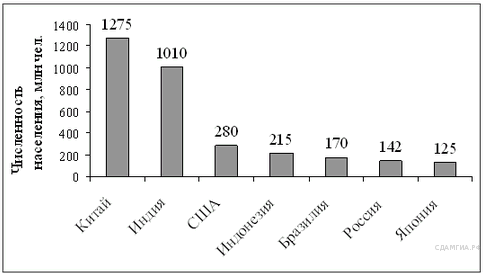 Численность
населения, млн чел.
1400
1200
1000
800
600
400
200
0
1275
1010
280
215
170
142
125
Китай
Индия
США
Индонезия
Бразилия
Россия
Япония
СДАМГИА.РФ